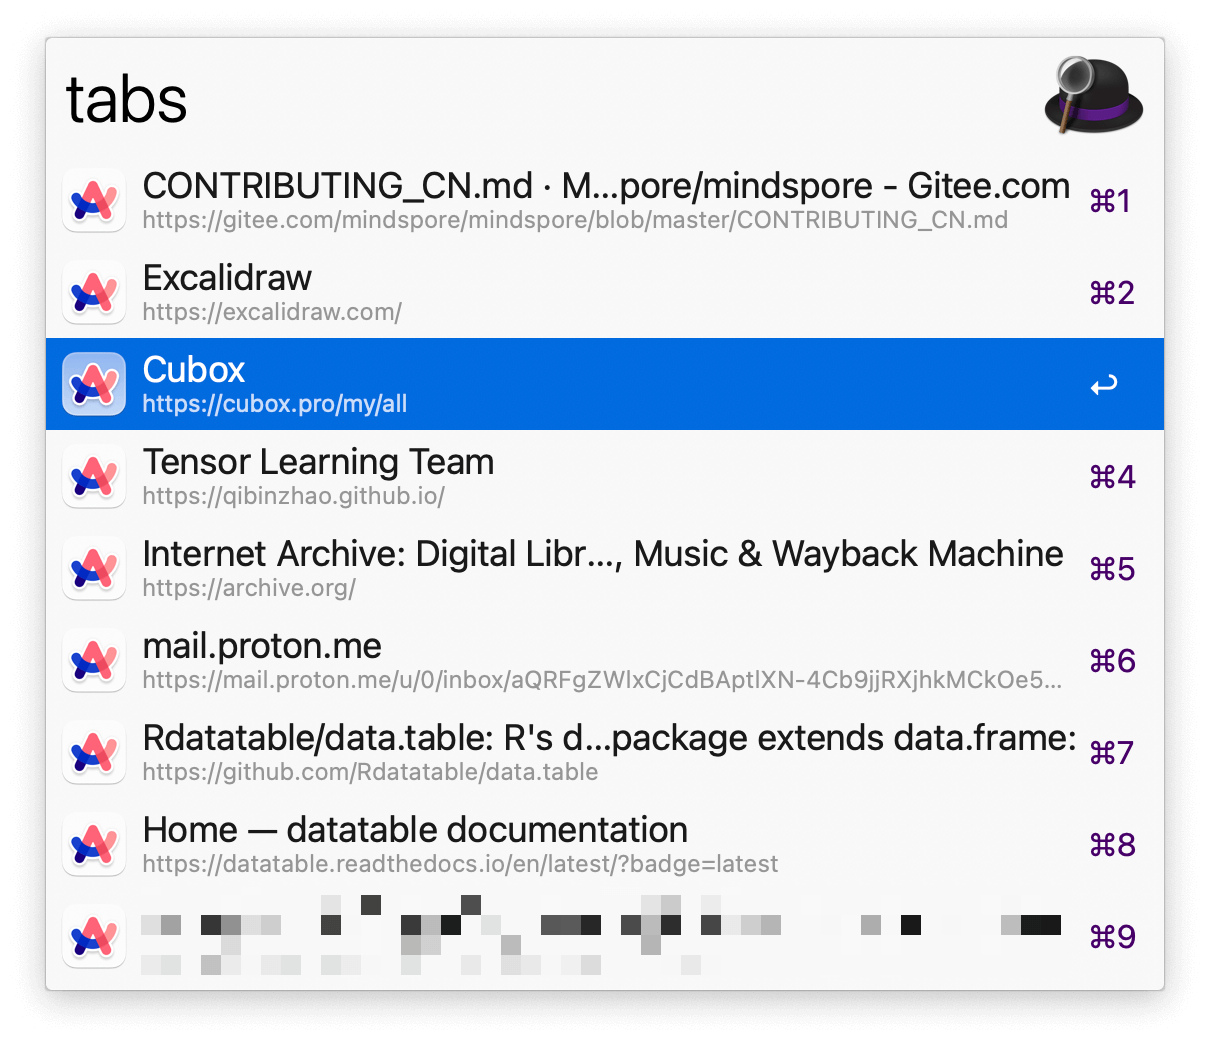 tabs
CONTRIBUTING_CN.md · M...pore/mindspore - Gitee.com
⌘1
https://gitee.com/mindspore/mindspore/blob/master/CONTRIBUTING_CN.md
Excalidraw
⌘2
https://excalidraw.com/
Cubox
https://cubox.pro/my/all
Tensor Learning Team
⌘4
https://qibinzhao.github.io/
Internet Archive: Digital Libr..., Music & Wayback Machine
⌘5
https://archive.org/
mail.proton.me
⌘6
https://mail.proton.me/u/0/inbox/aQRFgZWlxCjCdBAptlXN-4Cb9jjRXjhkMCkOe5...
Rdatatable/data.table: R's d...package extends data.frame:
⌘7
https://github.com/Rdatatable/data.table
Home — datatable documentation
⌘8
https://datatable.readthedocs.io/en/latest/?badge=latest
⌘9